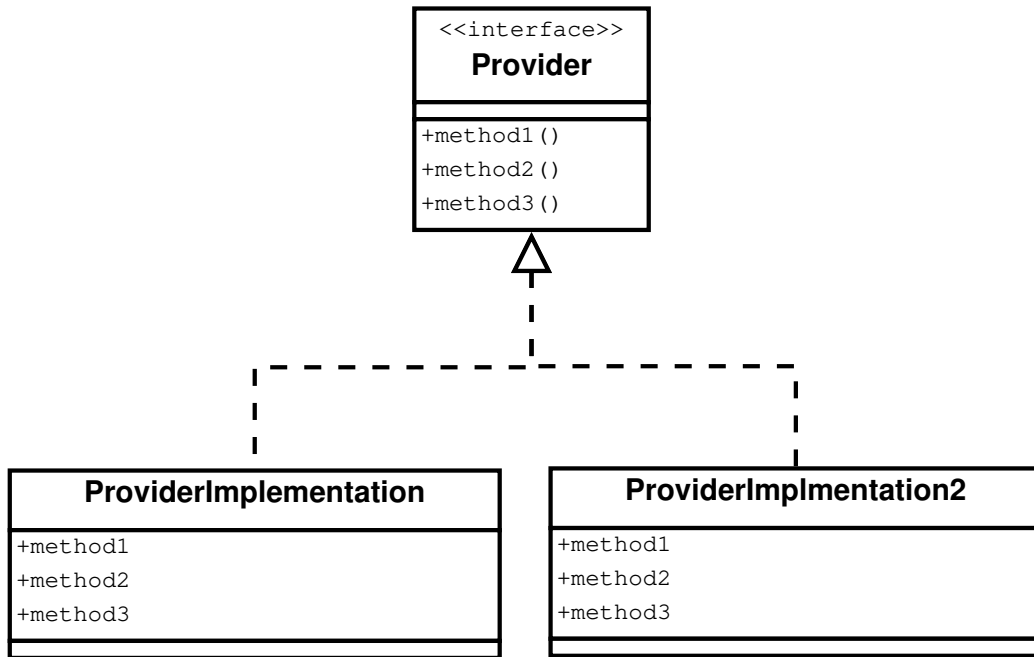 <<interface>>
Provider
+method1()
+method2()
+method3()
ProviderImplementation
+method1
+method2
+method3
ProviderImplmentation2
+method1
+method2
+method3